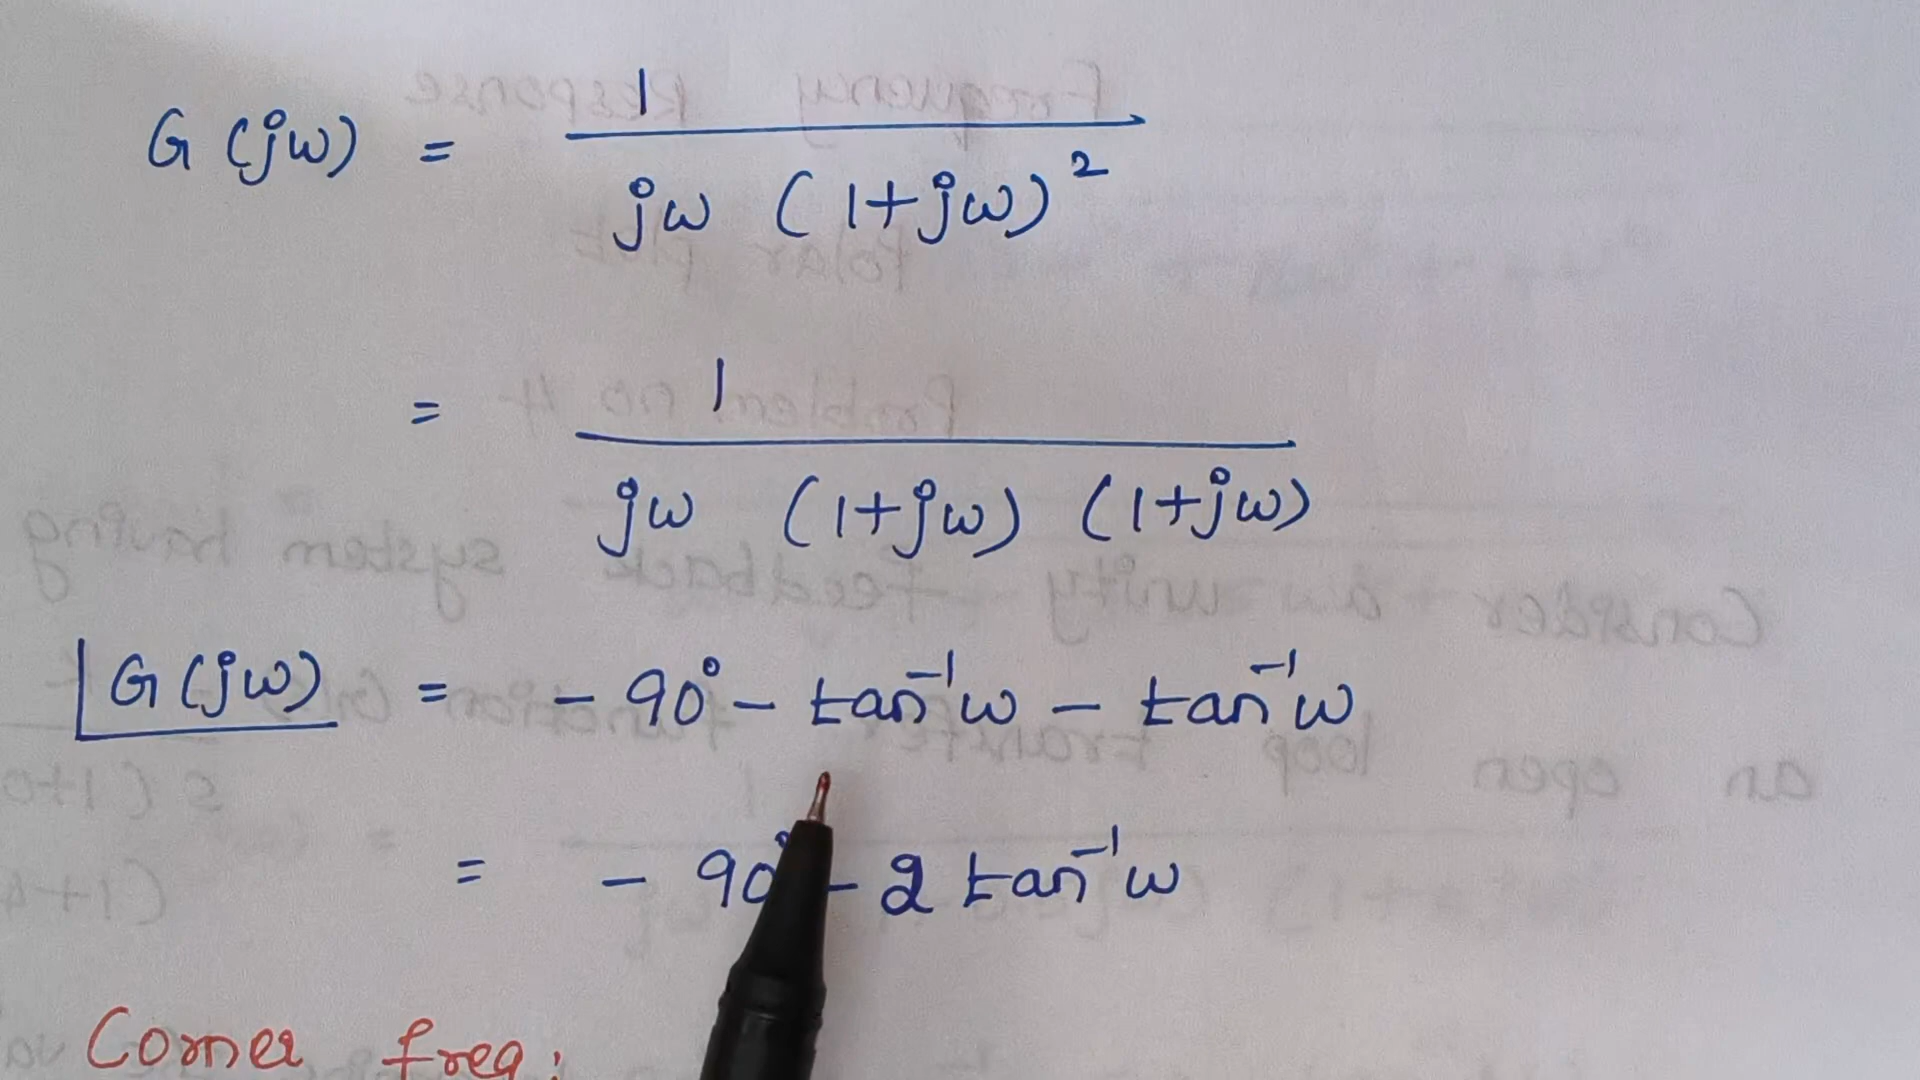 G(jω) = 1 / jω (1+jω)²
= 1 / jω (1+jω) (1+jω)
∠G(jω) = - 90° - tan⁻¹ω - tan⁻¹ω
= - 90° - 2 tan⁻¹ω
Corner freq: